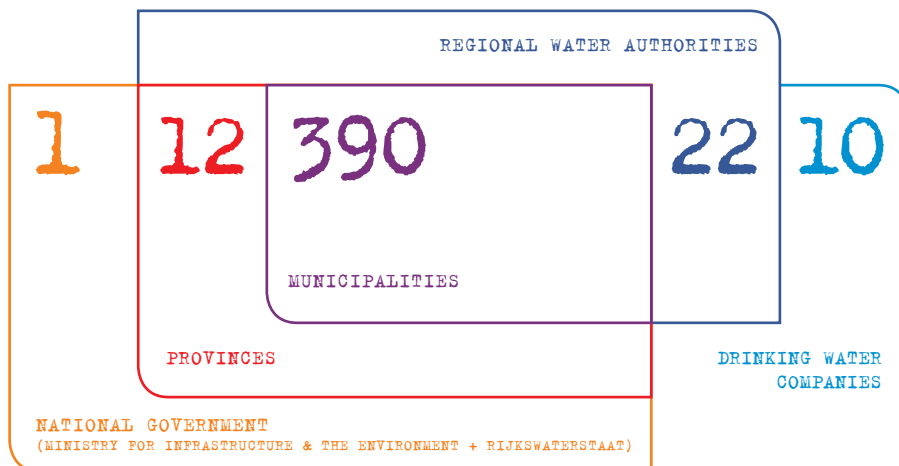 REGIONAL WATER AUTHORITIES
1 12 390 22 10
MUNICIPALITIES
PROVINCES
DRINKING WATER
COMPANIES
NATIONAL GOVERNMENT
(MINISTRY FOR INFRASTRUCTURE & THE ENVIRONMENT + RIJKSWATERSTAAT)